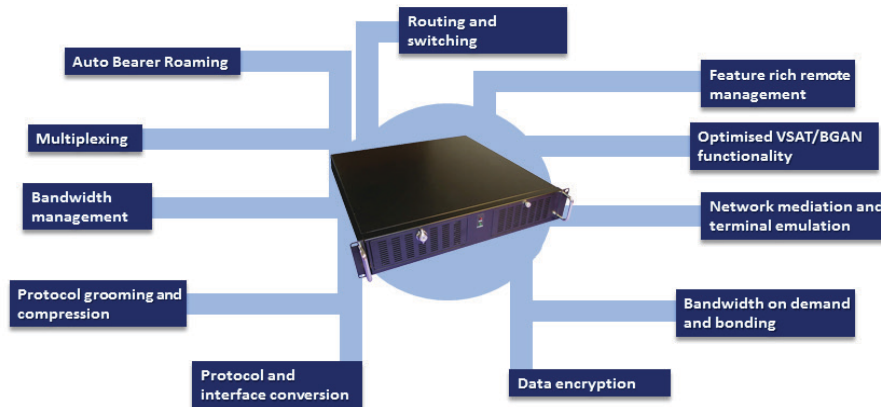 Routing and
switching
Auto Bearer Roaming
Feature rich remote
management
Multiplexing
Optimised VSAT/BGAN
functionality
Bandwidth
management
Network mediation and
terminal emulation
Protocol grooming and
compression
Bandwidth on demand
and bonding
Protocol and
interface conversion
Data encryption